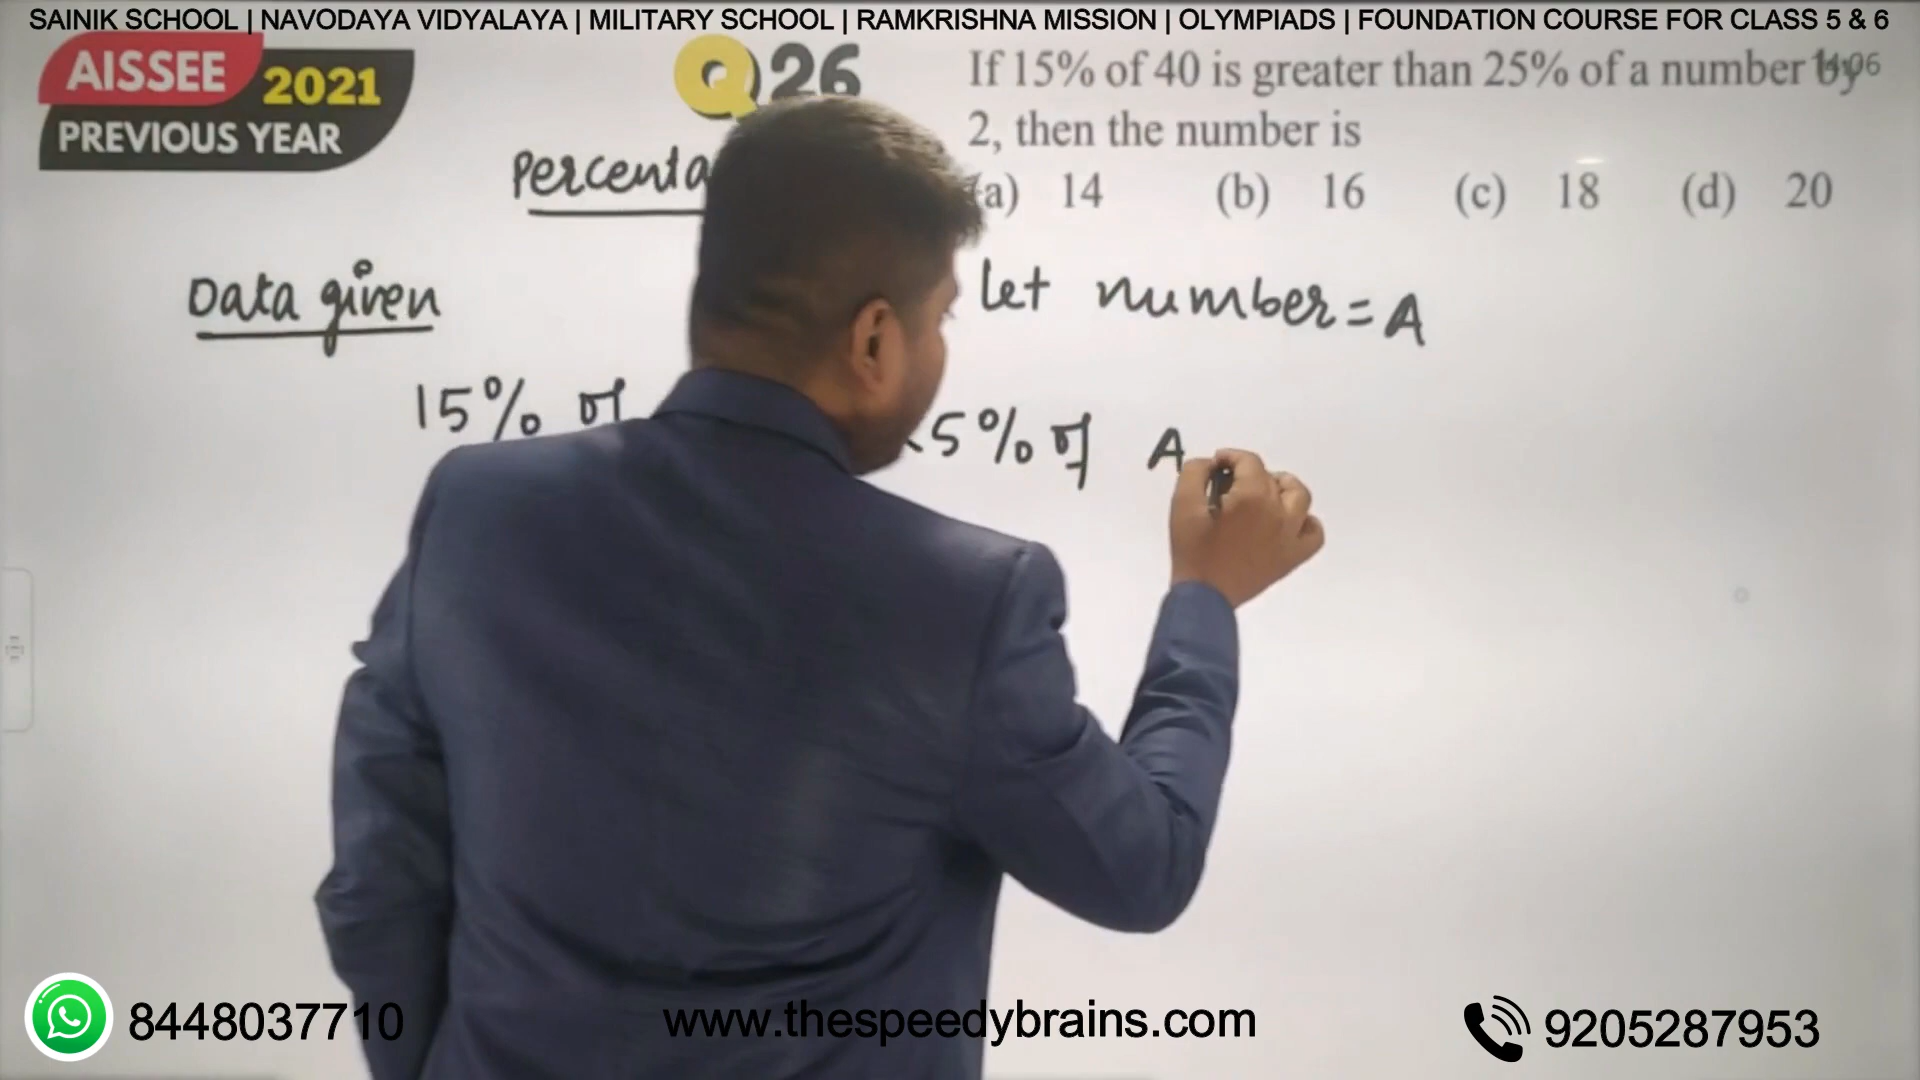 SAINIK SCHOOL | NAVODAYA VIDYALAYA | MILITARY SCHOOL | RAMKRISHNA MISSION | OLYMPIADS | FOUNDATION COURSE FOR CLASS 5 & 6
AISSEE 2021
PREVIOUS YEAR
Q 26
If 15% of 40 is greater than 25% of a number by
2, then the number is
(a) 14 (b) 16 (c) 18 (d) 20
Data given
let number = A
15% of
5% of A
8448037710
www.thespeedybrains.com
9205287953